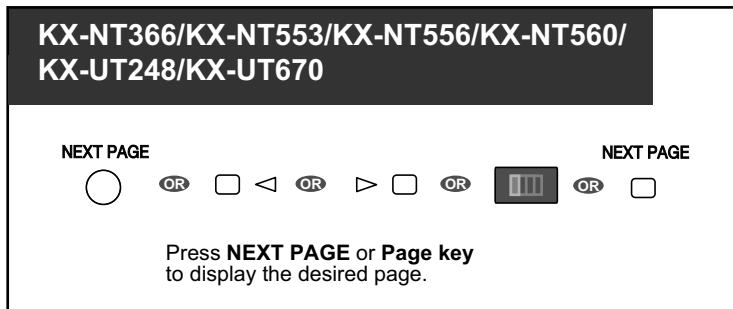 KX-NT366/KX-NT553/KX-NT556/KX-NT560/
KX-UT248/KX-UT670
NEXT PAGE
NEXT PAGE
OR
OR
OR
OR
Press NEXT PAGE or Page key
to display the desired page.